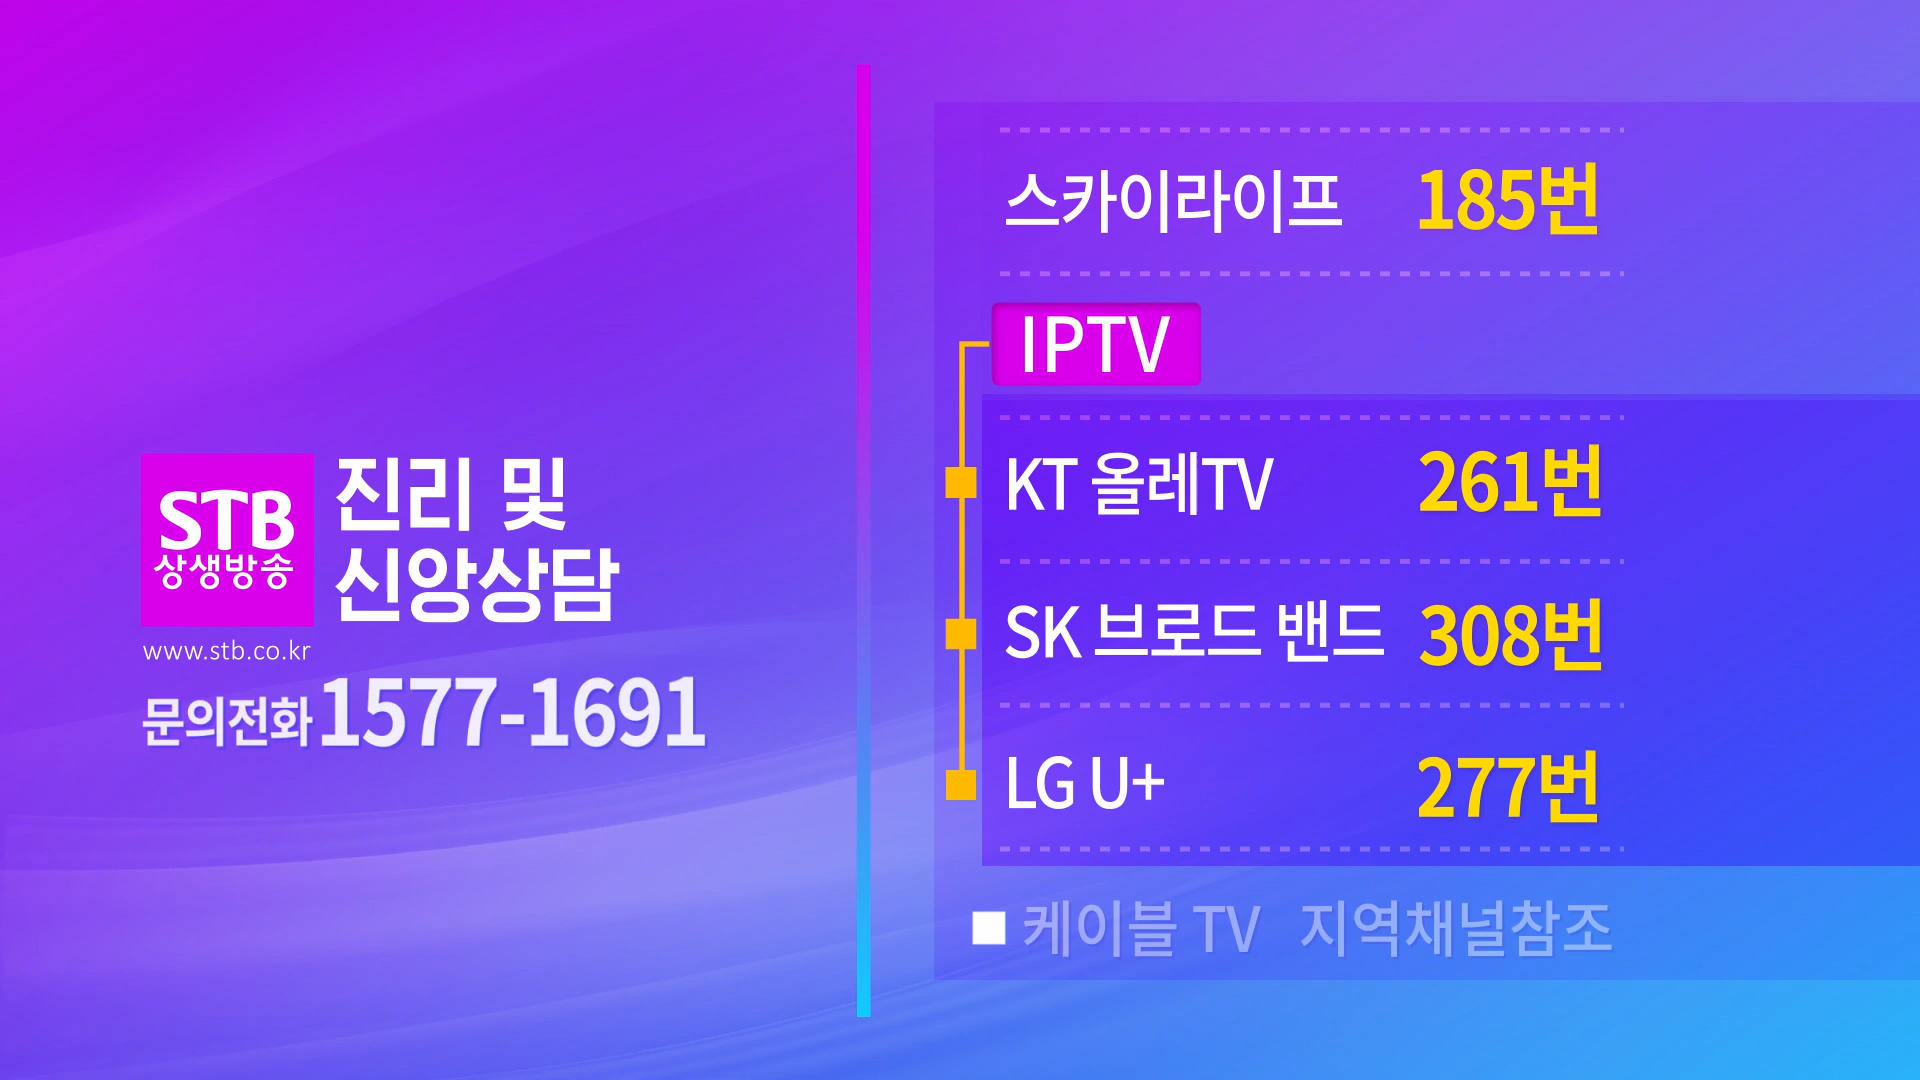 STB
상생방송
www.stb.co.kr
진리 및
신앙상담
문의전화 1577-1691
스카이라이프 185번
IPTV
KT 올레TV 261번
SK 브로드 밴드 308번
LG U+ 277번
케이블 TV 지역채널참조